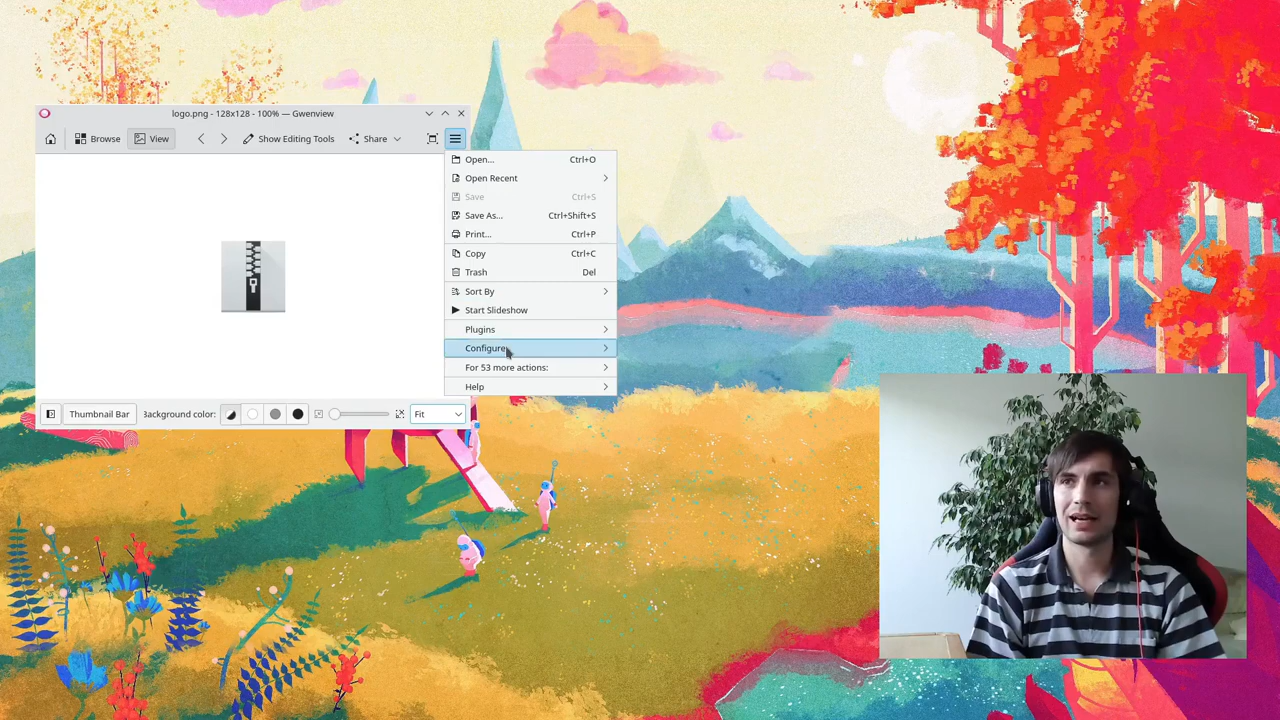 logo.png - 128x128 - 100% — Gwenview
Browse View Show Editing Tools Share
Open... Ctrl+O
Open Recent
Save Ctrl+S
Save As... Ctrl+Shift+S
Print... Ctrl+P
Copy Ctrl+C
Trash Del
Sort By
Start Slideshow
Plugins
Configure
For 53 more actions:
Help
Thumbnail Bar Background color: Fit